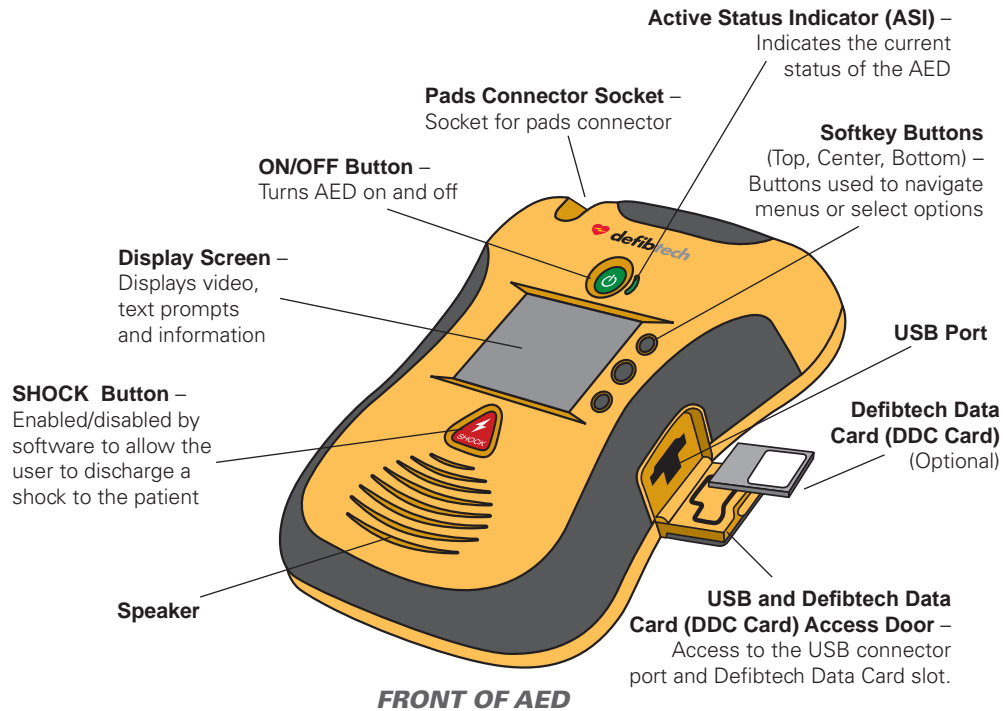 Active Status Indicator (ASI) –
Indicates the current
status of the AED
Pads Connector Socket –
Socket for pads connector
Softkey Buttons
(Top, Center, Bottom) –
Buttons used to navigate
menus or select options
ON/OFF Button –
Turns AED on and off
defibtech
Display Screen –
Displays video,
text prompts
and information
USB Port
SHOCK Button –
Enabled/disabled by
software to allow the
user to discharge a
shock to the patient
SHOCK
Defibtech Data
Card (DDC Card)
(Optional)
Speaker
USB and Defibtech Data
Card (DDC Card) Access Door –
Access to the USB connector
port and Defibtech Data Card slot.
FRONT OF AED